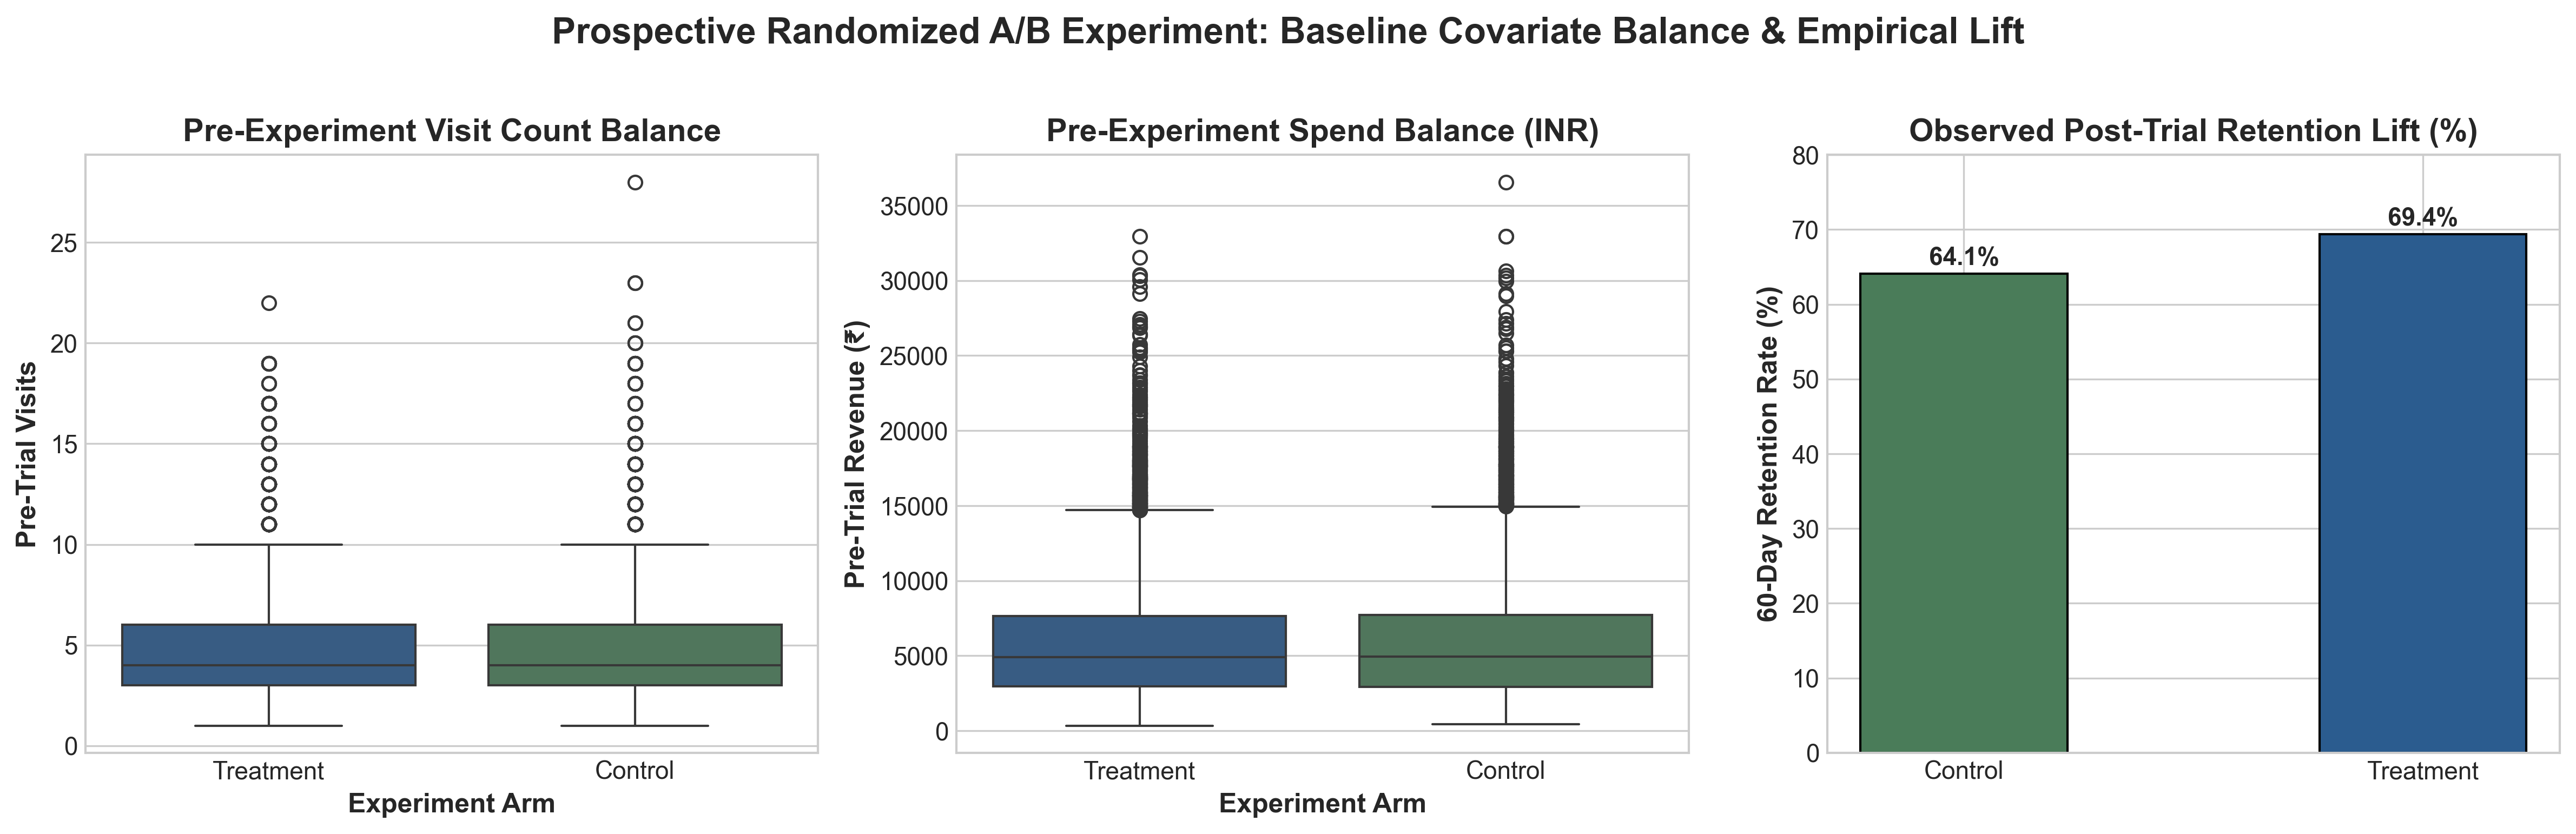 Prospective Randomized A/B Experiment: Baseline Covariate Balance & Empirical Lift
Pre-Experiment Visit Count Balance
Pre-Trial Visits
25
20
15
10
5
0
Treatment
Control
Experiment Arm
Pre-Experiment Spend Balance (INR)
Pre-Trial Revenue (₹)
35000
30000
25000
20000
15000
10000
5000
0
Treatment
Control
Experiment Arm
Observed Post-Trial Retention Lift (%)
60-Day Retention Rate (%)
80
70
60
50
40
30
20
10
0
64.1%
69.4%
Control
Treatment